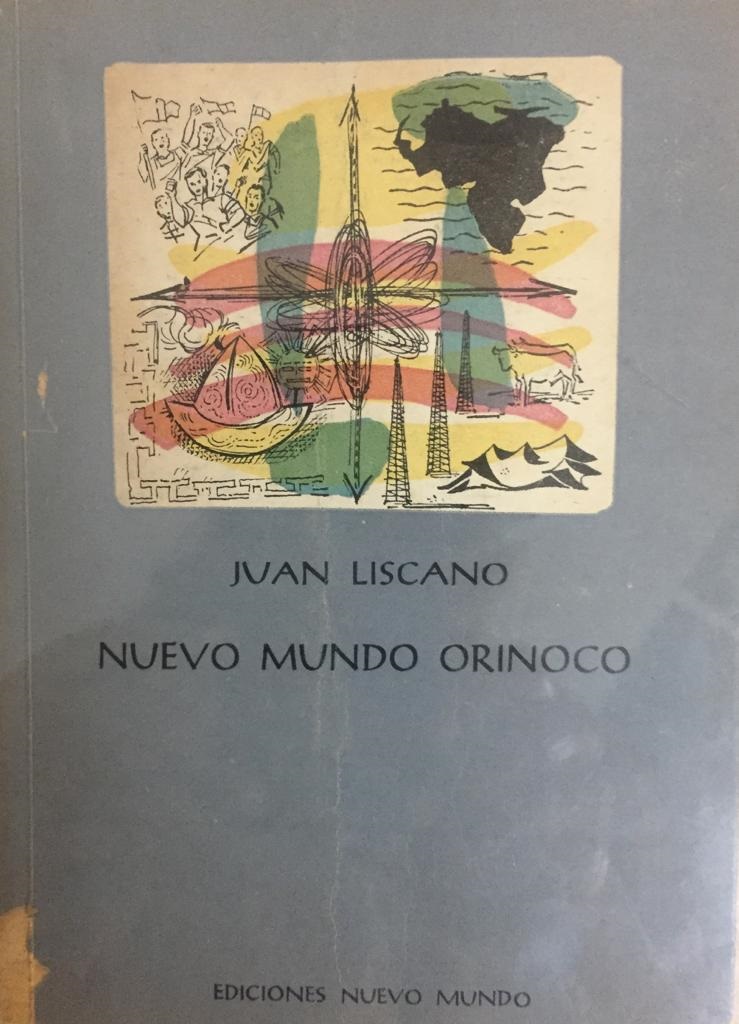 JUAN LISCANO
NUEVO MUNDO ORINOCO
EDICIONES NUEVO MUNDO